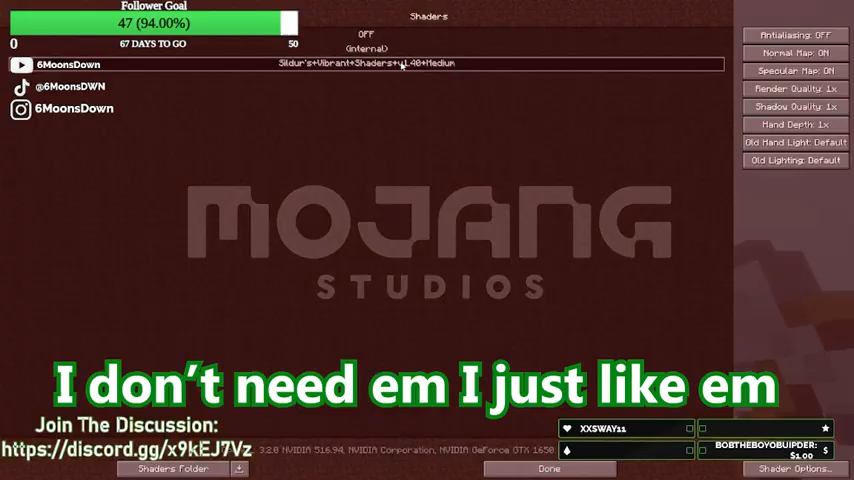 Follower Goal
47 (94.00%)
0
67 DAYS TO GO
50
6MoonsDown
@6MoonsDWN
6MoonsDown
Shaders
OFF
(internal)
Sildur's+Vibrant+Shaders+v1.40+Medium
Antialiasing: OFF
Normal Map: ON
Specular Map: ON
Render Quality: 1x
Shadow Quality: 1x
Hand Depth: 1x
Old Hand Light: Default
Old Lighting: Default
MOJANG
STUDIOS
I don’t need em I just like em
Join The Discussion:
https://discord.gg/x9kEJ7Vz
XXSWAY11
BOBTHEBOYOBUIPDER:
$1.00
3.2.0 NVIDIA 516.94, NVIDIA Corporation, NVIDIA GeForce GTX 1650
Shaders Folder
Done
Shader Options...